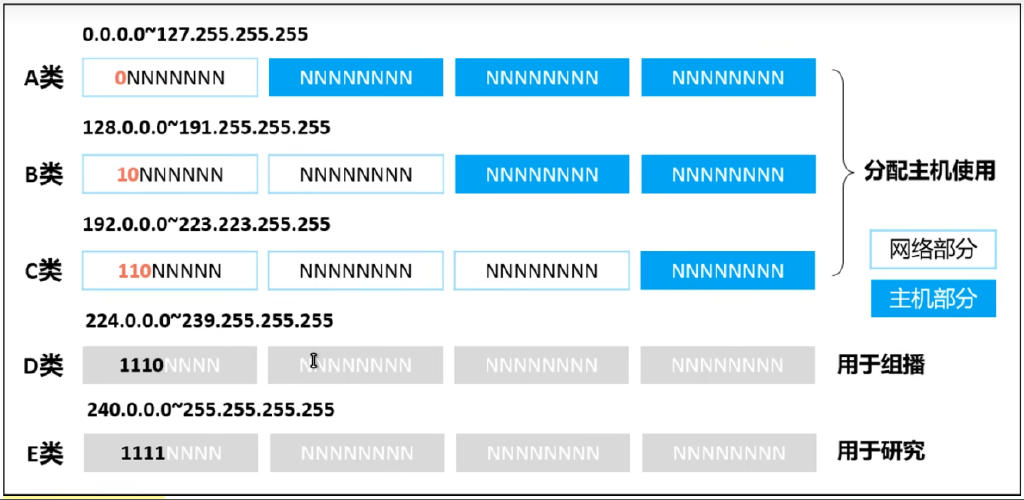 0.0.0.0~127.255.255.255
A类 0NNNNNNN NNNNNNNN NNNNNNNN NNNNNNNN
128.0.0.0~191.255.255.255
B类 10NNNNNN NNNNNNNN NNNNNNNN NNNNNNNN
分配主机使用
192.0.0.0~223.223.255.255
网络部分
C类 110NNNNN NNNNNNNN NNNNNNNN NNNNNNNN
主机部分
224.0.0.0~239.255.255.255
D类 1110NNNN NNNNNNNN NNNNNNNN NNNNNNNN 用于组播
240.0.0.0~255.255.255.255
E类 1111NNNN NNNNNNNN NNNNNNNN NNNNNNNN 用于研究